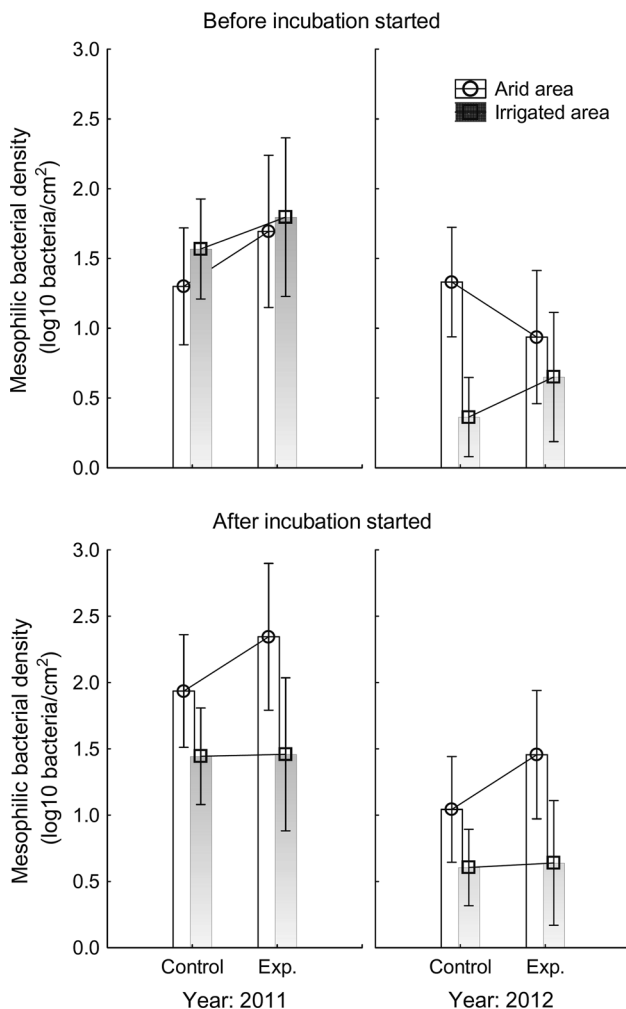 Before incubation started
Mesophilic bacterial density
(log10 bacteria/cm²)
3.0
2.5
2.0
1.5
1.0
0.5
0.0
Arid area
Irrigated area
After incubation started
Mesophilic bacterial density
(log10 bacteria/cm²)
3.0
2.5
2.0
1.5
1.0
0.5
0.0
Control Exp. Control Exp.
Year: 2011 Year: 2012